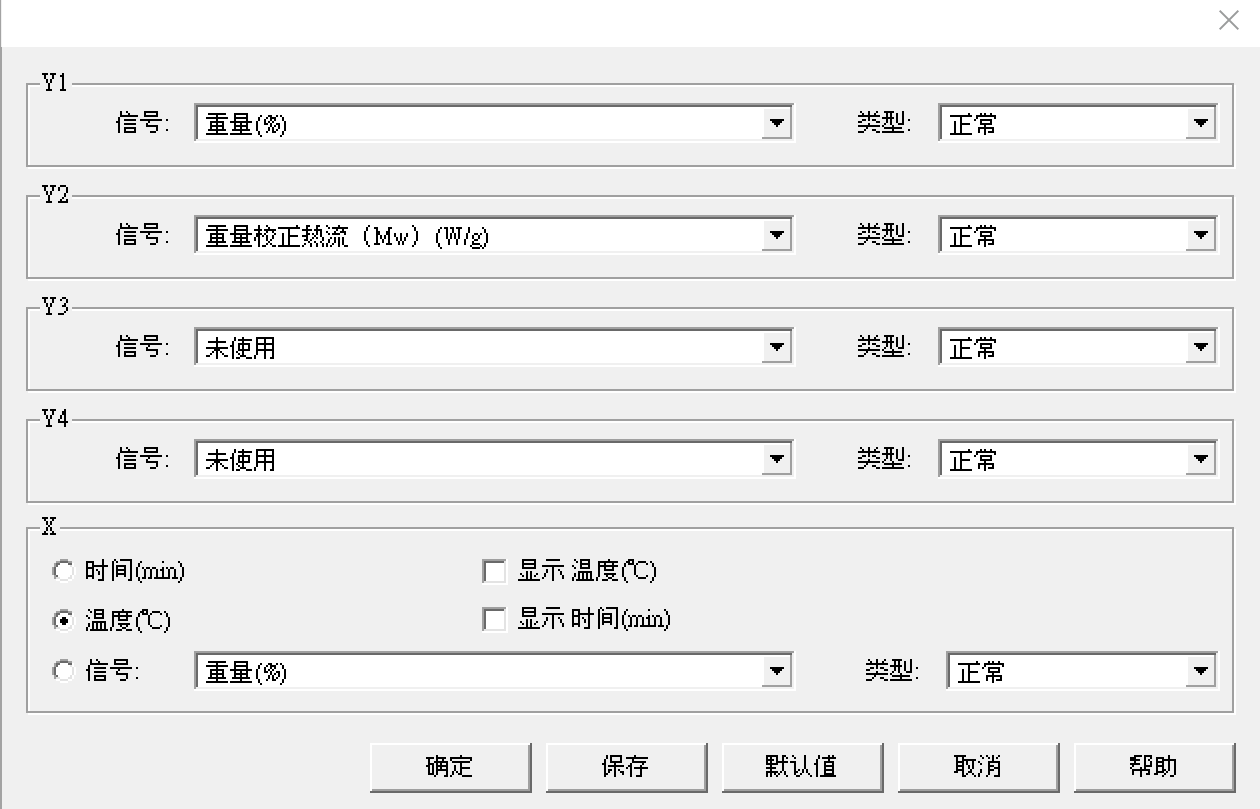 Y1
信号: 重量(%) 类型: 正常
Y2
信号: 重量校正热流（Mw）(W/g) 类型: 正常
Y3
信号: 未使用 类型: 正常
Y4
信号: 未使用 类型: 正常
X
时间(min) 显示 温度(℃)
温度(℃) 显示 时间(min)
信号: 重量(%) 类型: 正常
确定 保存 默认值 取消 帮助